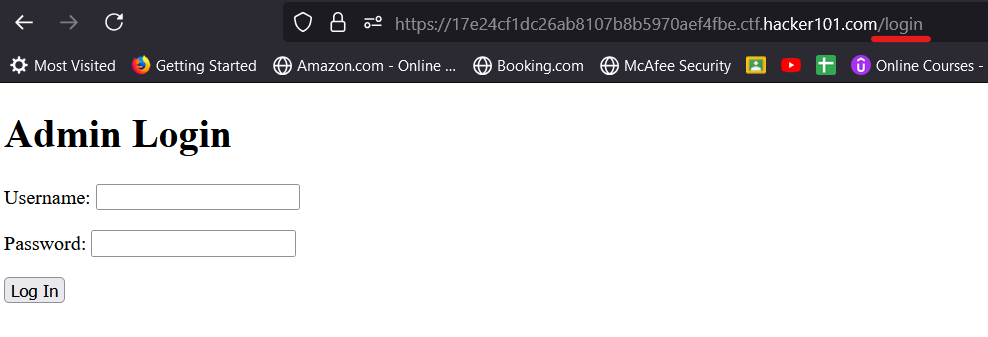 https://17e24cf1dc26ab8107b8b5970aef4fbe.ctf.hacker101.com/login
Most Visited Getting Started Amazon.com - Online ... Booking.com McAfee Security Online Courses -
Admin Login
Username:
Password:
Log In